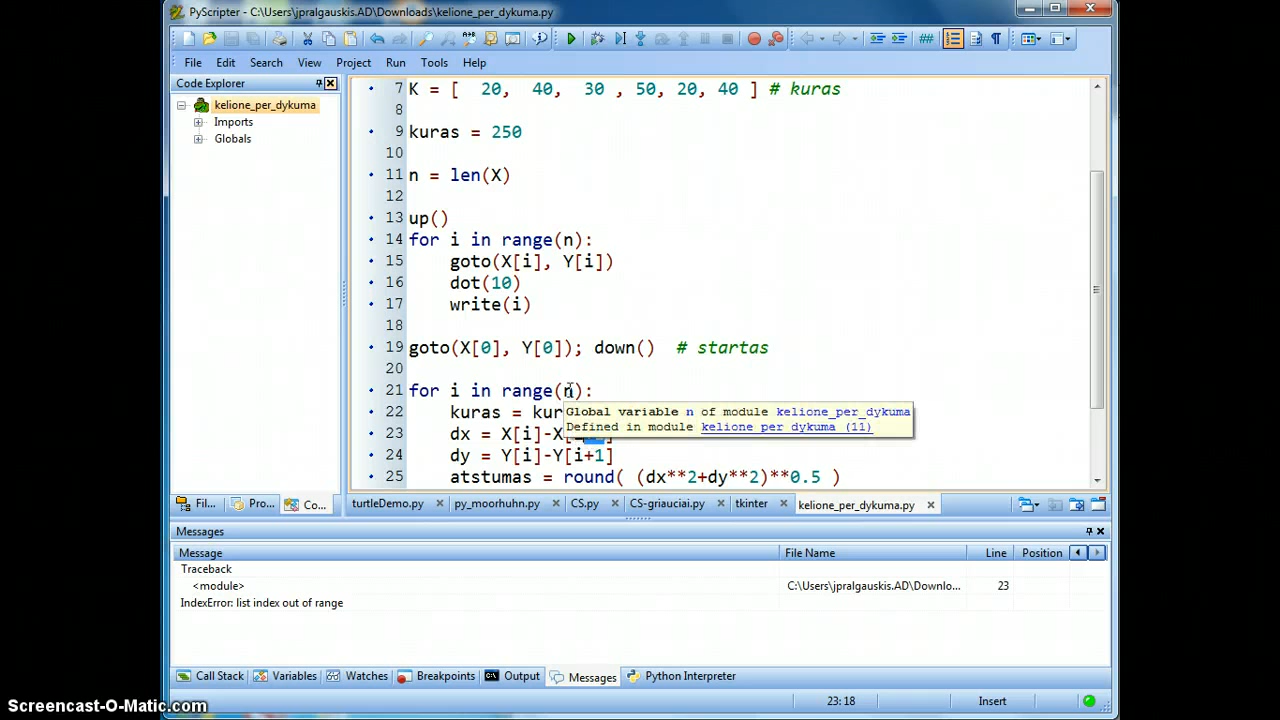 PyScripter - C:\Users\jpralgauskis.AD\Downloads\kelione_per_dykuma.py
File Edit Search View Project Run Tools Help
Code Explorer
kelione_per_dykuma
Imports
Globals
7 K = [ 20, 40, 30 , 50, 20, 40 ] # kuras
8
9 kuras = 250
10
11 n = len(X)
12
13 up()
14 for i in range(n):
15 goto(X[i], Y[i])
16 dot(10)
17 write(i)
18
19 goto(X[0], Y[0]); down() # startas
20
21 for i in range(n):
22 kuras = kur
Global variable n of module kelione_per_dykuma
Defined in module kelione_per_dykuma (11)
23 dx = X[i]-X[
24 dy = Y[i]-Y[i+1]
25 atstumas = round( (dx**2+dy**2)**0.5 )
Fil... Pro... Co...
turtleDemo.py py_moorhuhn.py CS.py CS-griauciai.py tkinter kelione_per_dykuma.py
Messages
Message File Name Line Position
Traceback
<module> C:\Users\jpralgauskis.AD\Downlo... 23
IndexError: list index out of range
Call Stack Variables Watches Breakpoints Output Messages Python Interpreter
23:18 Insert
Screencast-O-Matic.com